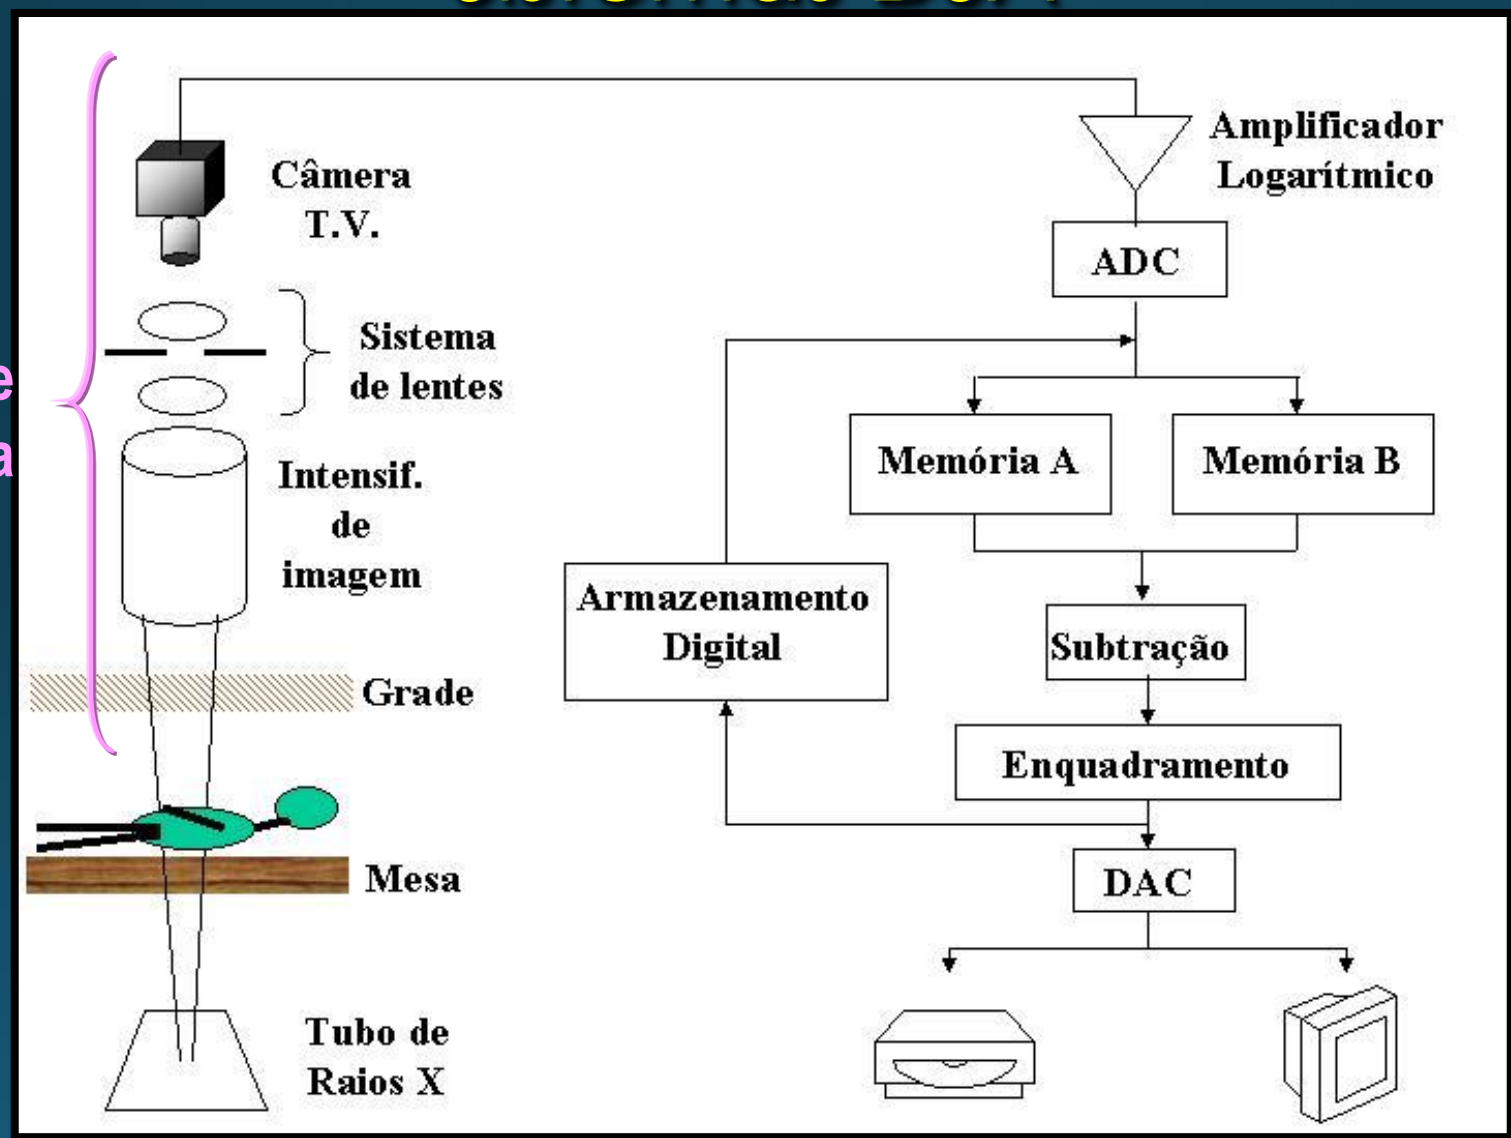 Câmera
T.V.
Sistema
de lentes
Intensif.
de
imagem
Grade
Mesa
Tubo de
Raios X
Amplificador
Logarítmico
ADC
Memória A
Memória B
Armazenamento
Digital
Subtração
Enquadramento
DAC